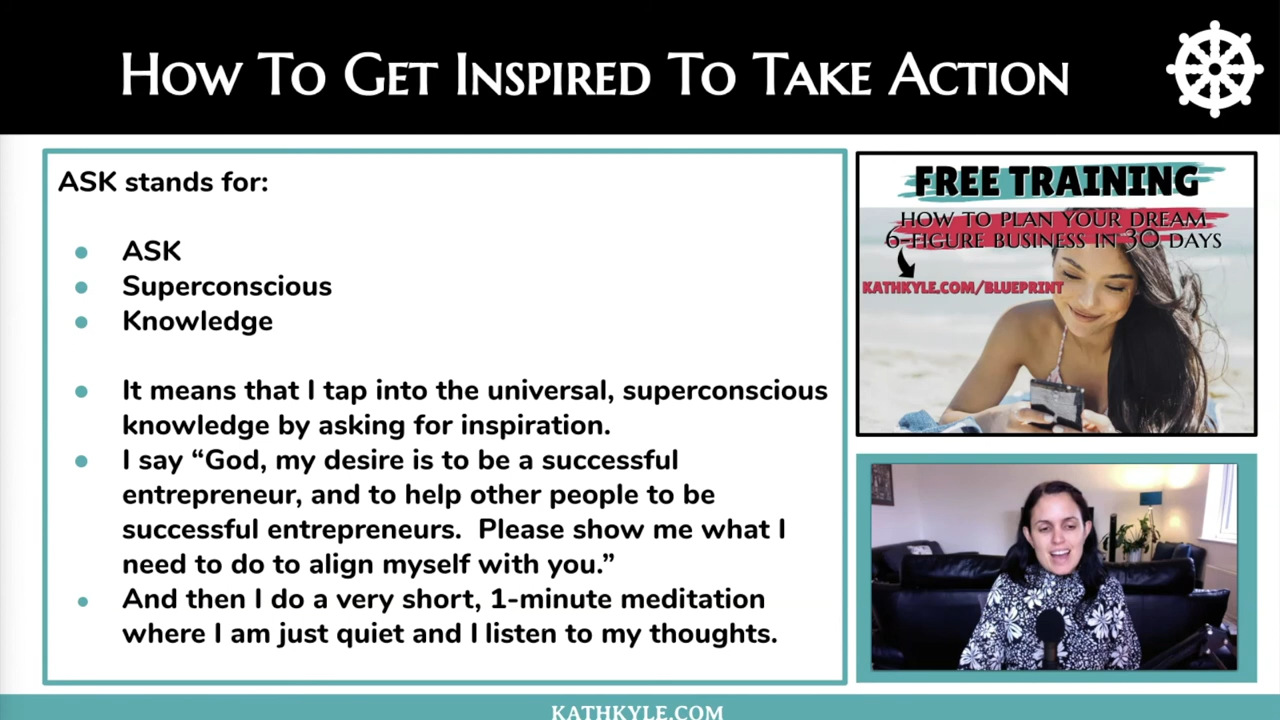 How To Get Inspired To Take Action
ASK stands for:
ASK
Superconscious
Knowledge
It means that I tap into the universal, superconscious
knowledge by asking for inspiration.
I say “God, my desire is to be a successful
entrepreneur, and to help other people to be
successful entrepreneurs.  Please show me what I
need to do to align myself with you.”
And then I do a very short, 1-minute meditation
where I am just quiet and I listen to my thoughts.
FREE TRAINING
HOW TO PLAN YOUR DREAM
6-FIGURE BUSINESS IN 30 DAYS
KATHKYLE.COM/BLUEPRINT
KATHKYLE.COM